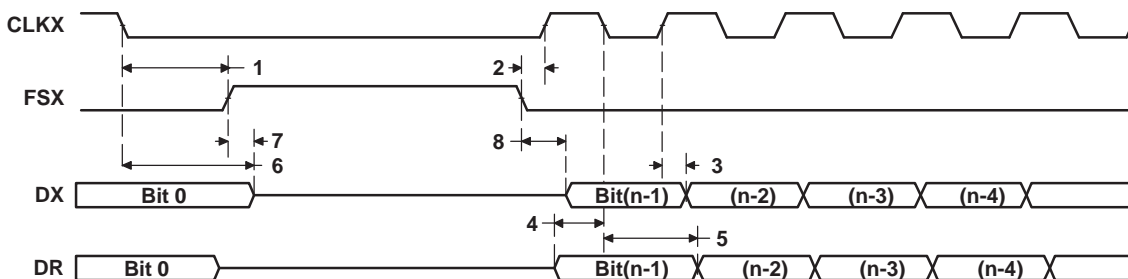 CLKX
1
2
FSX
7
8
6
3
DX
Bit 0
Bit(n-1)
(n-2)
(n-3)
(n-4)
4
5
DR
Bit 0
Bit(n-1)
(n-2)
(n-3)
(n-4)